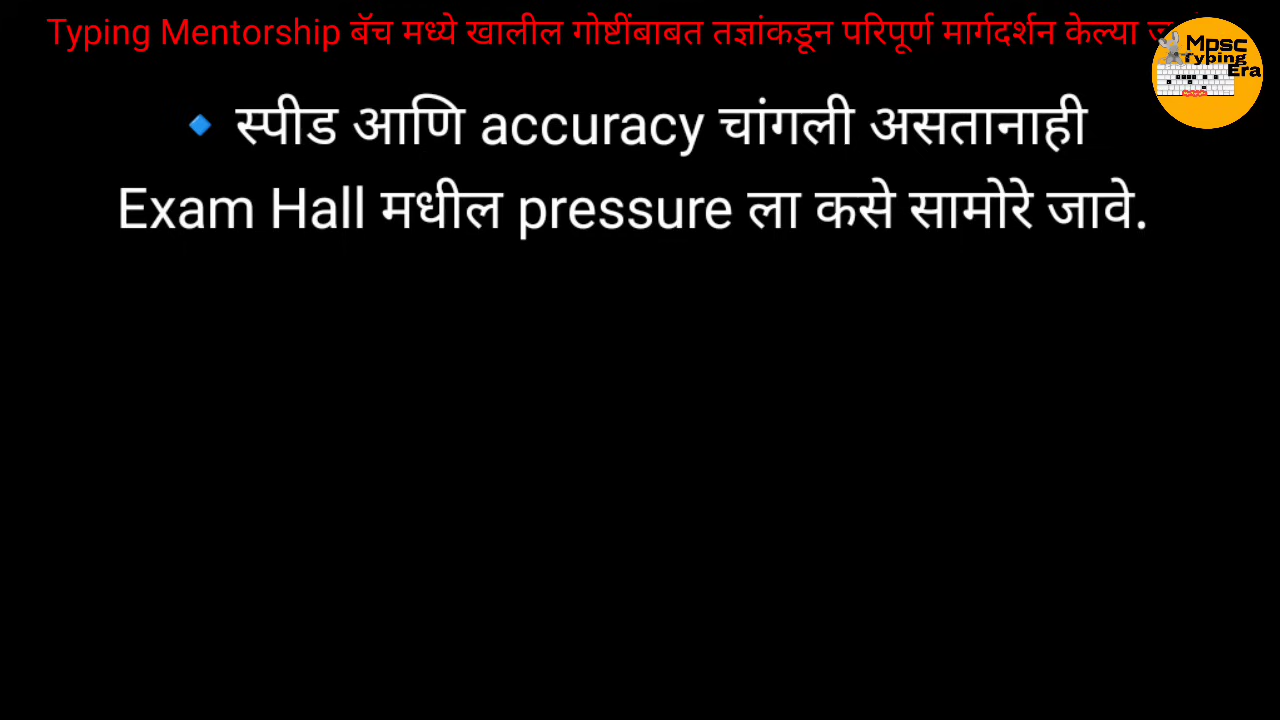 Typing Mentorship बॅच मध्ये खालील गोष्टींबाबत तज्ञांकडून परिपूर्ण मार्गदर्शन केल्या
Mpsc
Typing
Era
🔹स्पीड आणि accuracy चांगली असतानाही
Exam Hall मधील pressure ला कसे सामोरे जावे.